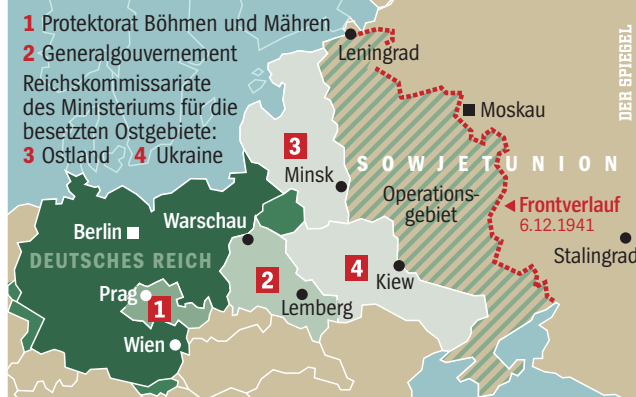 1 Protektorat Böhmen und Mähren
2 Generalgouvernement
Reichskommissariate
des Ministeriums für die
besetzten Ostgebiete:
3 Ostland 4 Ukraine
Leningrad
DER SPIEGEL
Moskau
3
SOWJETUNION
Minsk
Operations-
gebiet
Frontverlauf
6.12.1941
Warschau
Berlin
Stalingrad
DEUTSCHES REICH
4
Kiew
2
Prag
1
Lemberg
Wien